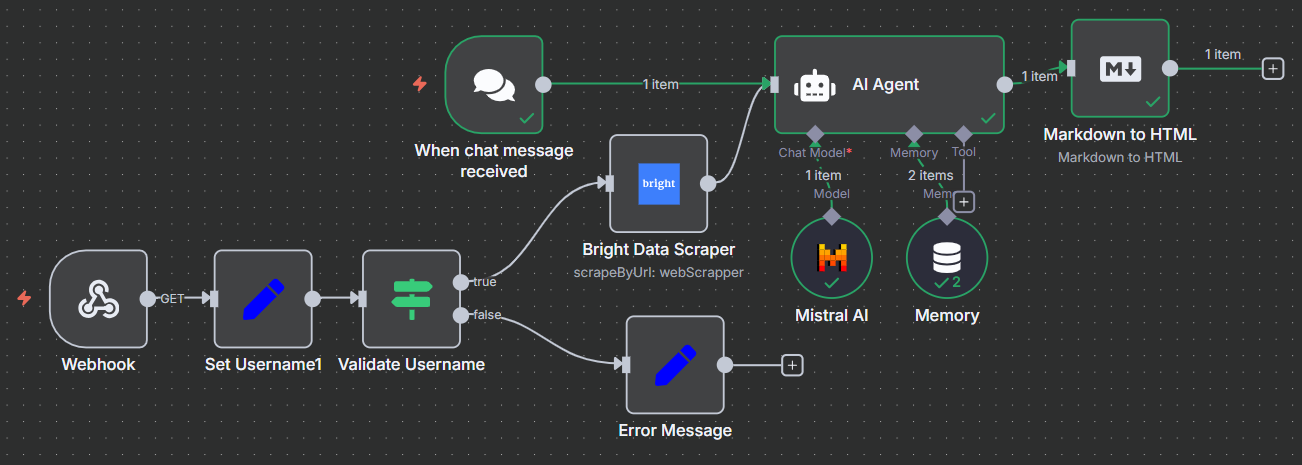 When chat message
received
1 item
AI Agent
1 item
M
1 item
Markdown to HTML
Markdown to HTML
Chat Model*
Memory
Tool
1 item
2 items
Model
Mem
bright
Bright Data Scraper
scrapeByUrl: webScrapper
2
Mistral AI
Memory
GET
true
false
Webhook
Set Username1
Validate Username
Error Message